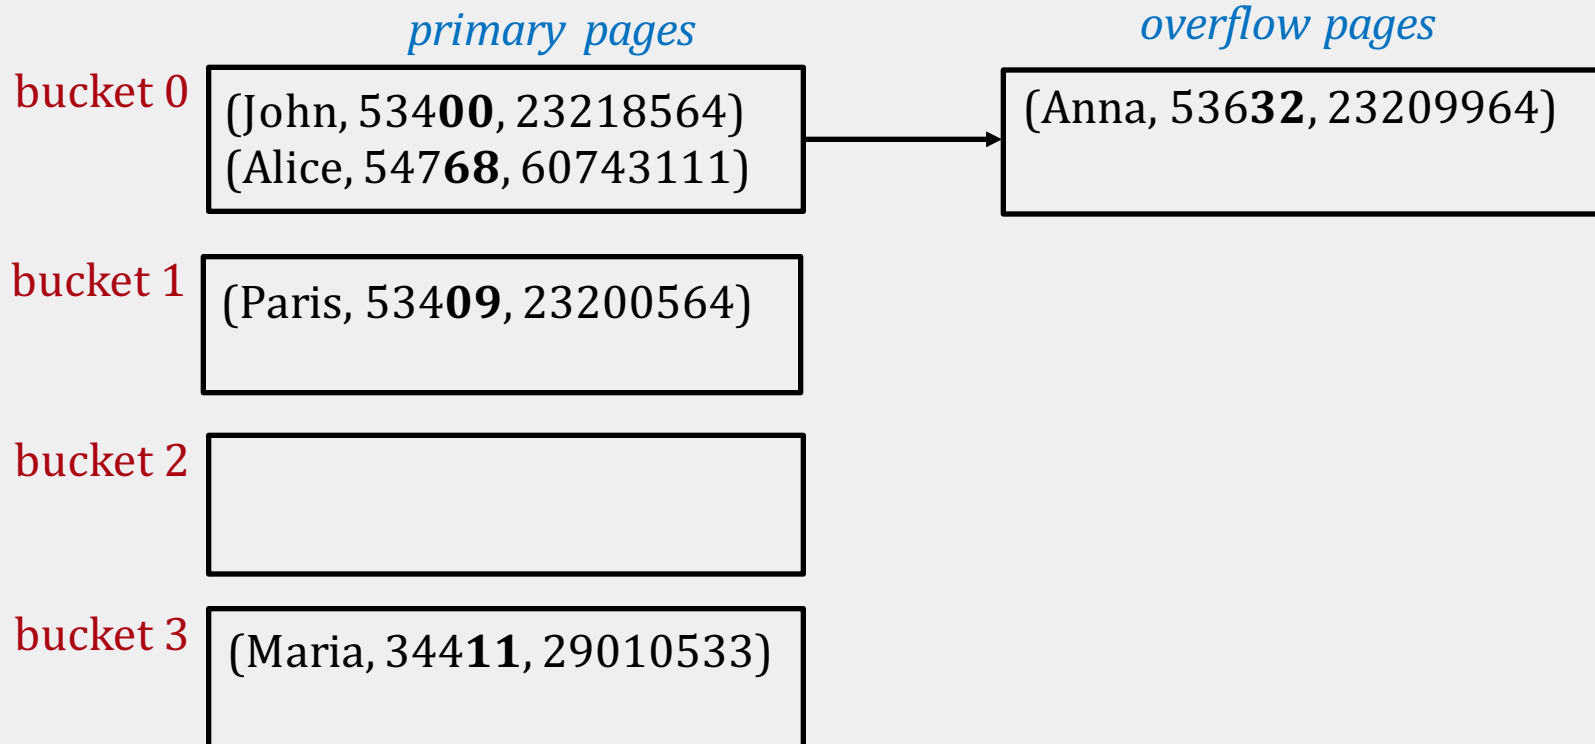 primary pages
overflow pages
bucket 0
(John, 53400, 23218564)
(Alice, 54768, 60743111)
(Anna, 53632, 23209964)
bucket 1
(Paris, 53409, 23200564)
bucket 2
bucket 3
(Maria, 34411, 29010533)